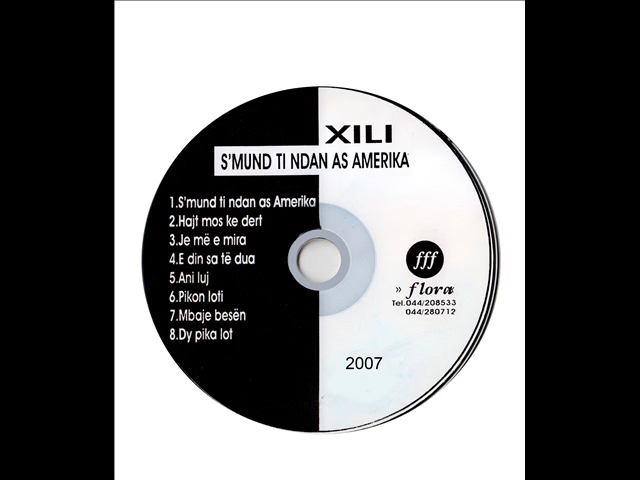 XILI
S'MUND TI NDAN AS AMERIKA
1.S'mund ti ndan as Amerika
2.Hajt mos ke dert
3.Je më e mira
4.E din sa të dua
5.Ani luj
6.Pikon loti
7.Mbaje besën
8.Dy pika lot
fff
» flora
Tel.044/208533
044/280712
2007